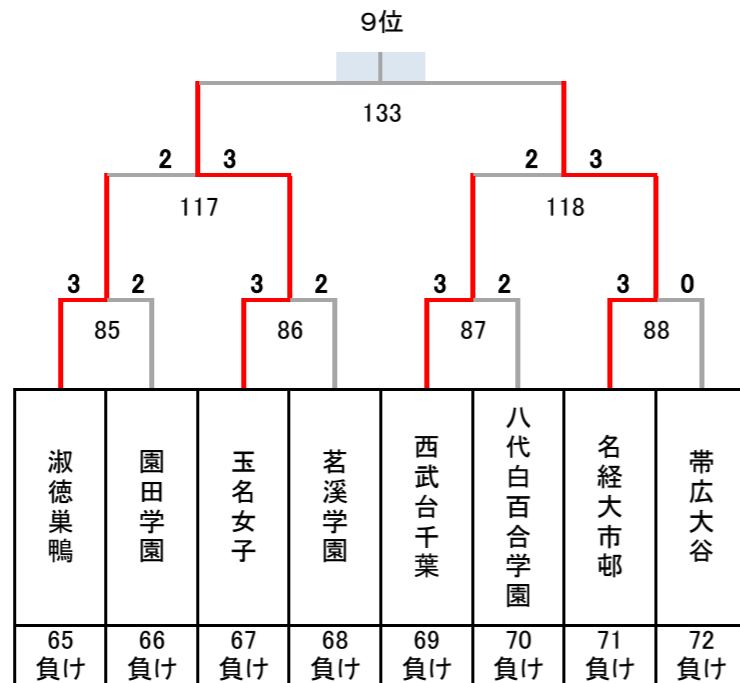 9位
133
2 3 2 3
117 118
3 2 3 2 3 2 3 0
85 86 87 88
淑徳巣鴨
園田学園
玉名女子
茗溪学園
西武台千葉
八代白百合学園
名経大市邨
帯広大谷
65 66 67 68 69 70 71 72
負け 負け 負け 負け 負け 負け 負け 負け